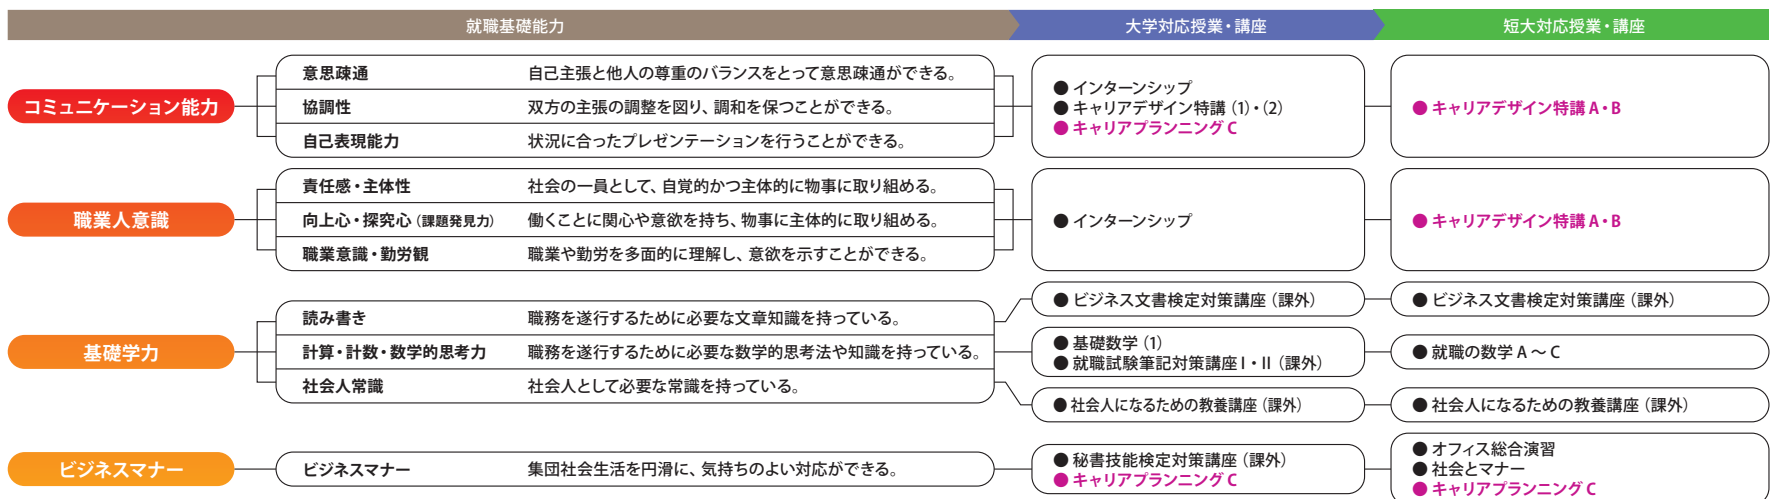 就職基礎能力
大学対応授業・講座
短大対応授業・講座
コミュニケーション能力
意思疎通 自己主張と他人の尊重のバランスをとって意思疎通ができる。
協調性 双方の主張の調整を図り、調和を保つことができる。
自己表現能力 状況に合ったプレゼンテーションを行うことができる。
● インターンシップ
● キャリアデザイン特講（1）・（2）
● キャリアプランニング C
● キャリアデザイン特講 A・B
職業人意識
責任感・主体性 社会の一員として、自覚的かつ主体的に物事に取り組める。
向上心・探究心（課題発見力） 働くことに関心や意欲を持ち、物事に主体的に取り組める。
職業意識・勤労観 職業や勤労を多面的に理解し、意欲を示すことができる。
● インターンシップ
● キャリアデザイン特講 A・B
基礎学力
読み書き 職務を遂行するために必要な文章知識を持っている。
計算・計数・数学的思考力 職務を遂行するために必要な数学的思考法や知識を持っている。
社会人常識 社会人として必要な常識を持っている。
● ビジネス文書検定対策講座（課外）
● ビジネス文書検定対策講座（課外）
● 基礎数学（1）
● 就職試験筆記対策講座 I・II（課外）
● 就職の数学 A ～ C
● 社会人になるための教養講座（課外）
● 社会人になるための教養講座（課外）
ビジネスマナー
ビジネスマナー 集団社会生活を円滑に、気持ちのよい対応ができる。
● 秘書技能検定対策講座（課外）
● キャリアプランニング C
● オフィス総合演習
● 社会とマナー
● キャリアプランニング C